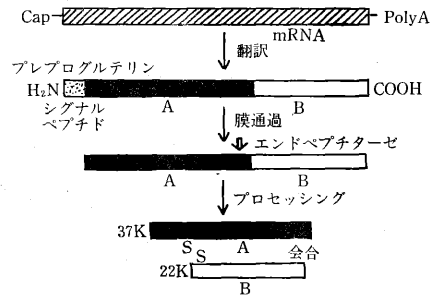 Cap PolyA
mRNA
翻訳
プレプログルテリン
H₂N COOH
シグナル A B
ペプチド
膜通過
エンドペプチターゼ
A B
プロセッシング
37K
S A 会合
S
22K
B